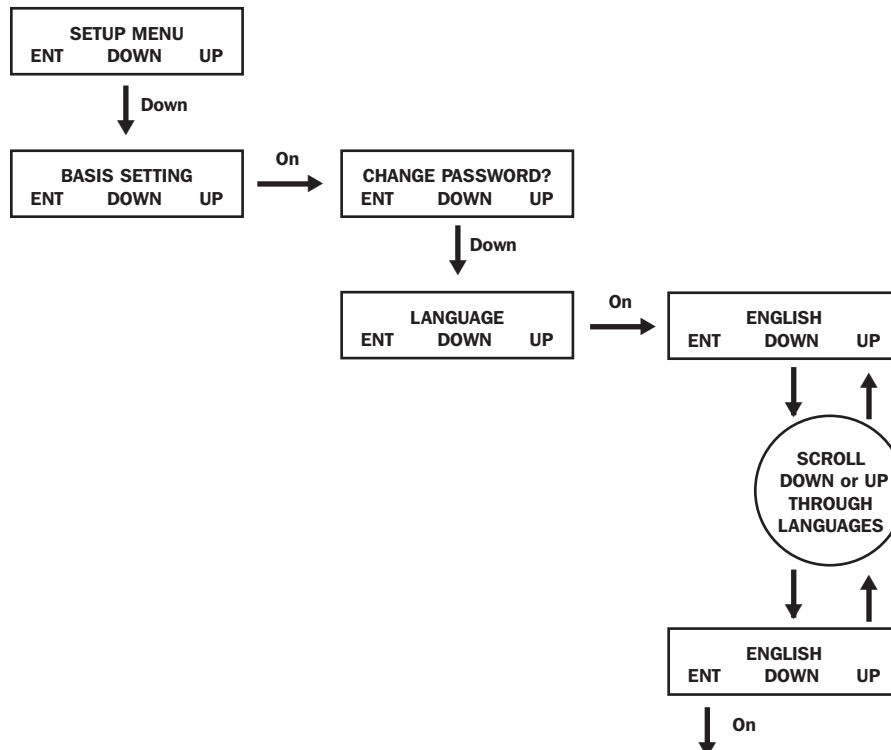 SETUP MENU
ENT DOWN UP
Down
BASIS SETTING
ENT DOWN UP
On
CHANGE PASSWORD?
ENT DOWN UP
Down
LANGUAGE
ENT DOWN UP
On
ENGLISH
ENT DOWN UP
SCROLL
DOWN or UP
THROUGH
LANGUAGES
ENGLISH
ENT DOWN UP
On